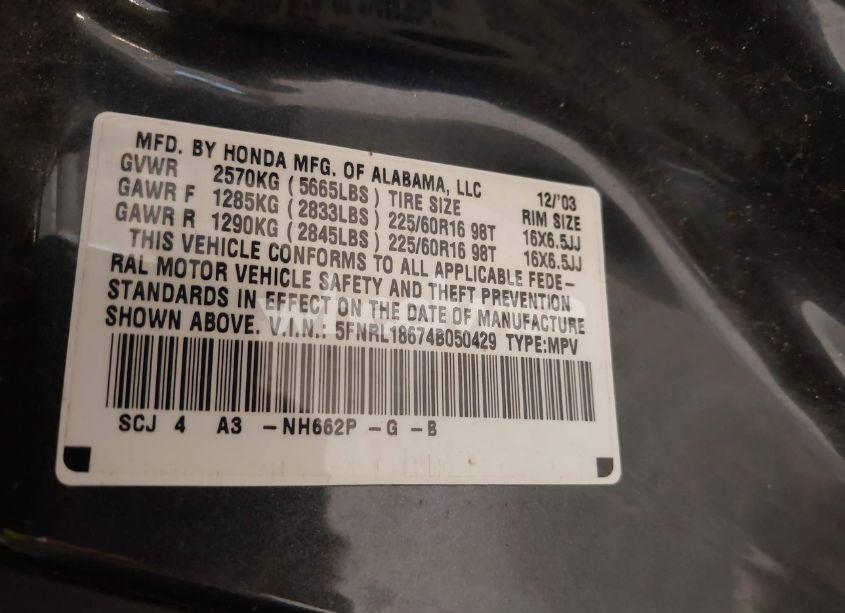 MFD. BY HONDA MFG. OF ALABAMA, LLC 12/'03
GVWR 2570KG ( 5665LBS ) TIRE SIZE RIM SIZE
GAWR F 1285KG ( 2833LBS ) 225/60R16 98T 16X6.5JJ
GAWR R 1290KG ( 2845LBS ) 225/60R16 98T 16X6.5JJ
THIS VEHICLE CONFORMS TO ALL APPLICABLE FEDE-
RAL MOTOR VEHICLE SAFETY AND THEFT PREVENTION
STANDARDS IN EFFECT ON THE DATE OF MANUFACTURE
SHOWN ABOVE. V.I.N.: 5FNRL18674B050429 TYPE:MPV
SCJ 4 A3 -NH662P -G -B